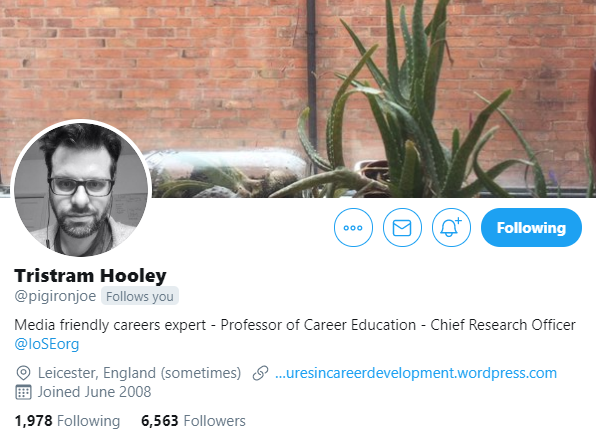 Following
Tristram Hooley
@pigironjoe Follows you
Media friendly careers expert - Professor of Career Education - Chief Research Officer
@IoSEorg
Leicester, England (sometimes) ...uresincareerdevelopment.wordpress.com
Joined June 2008
1,978 Following 6,563 Followers